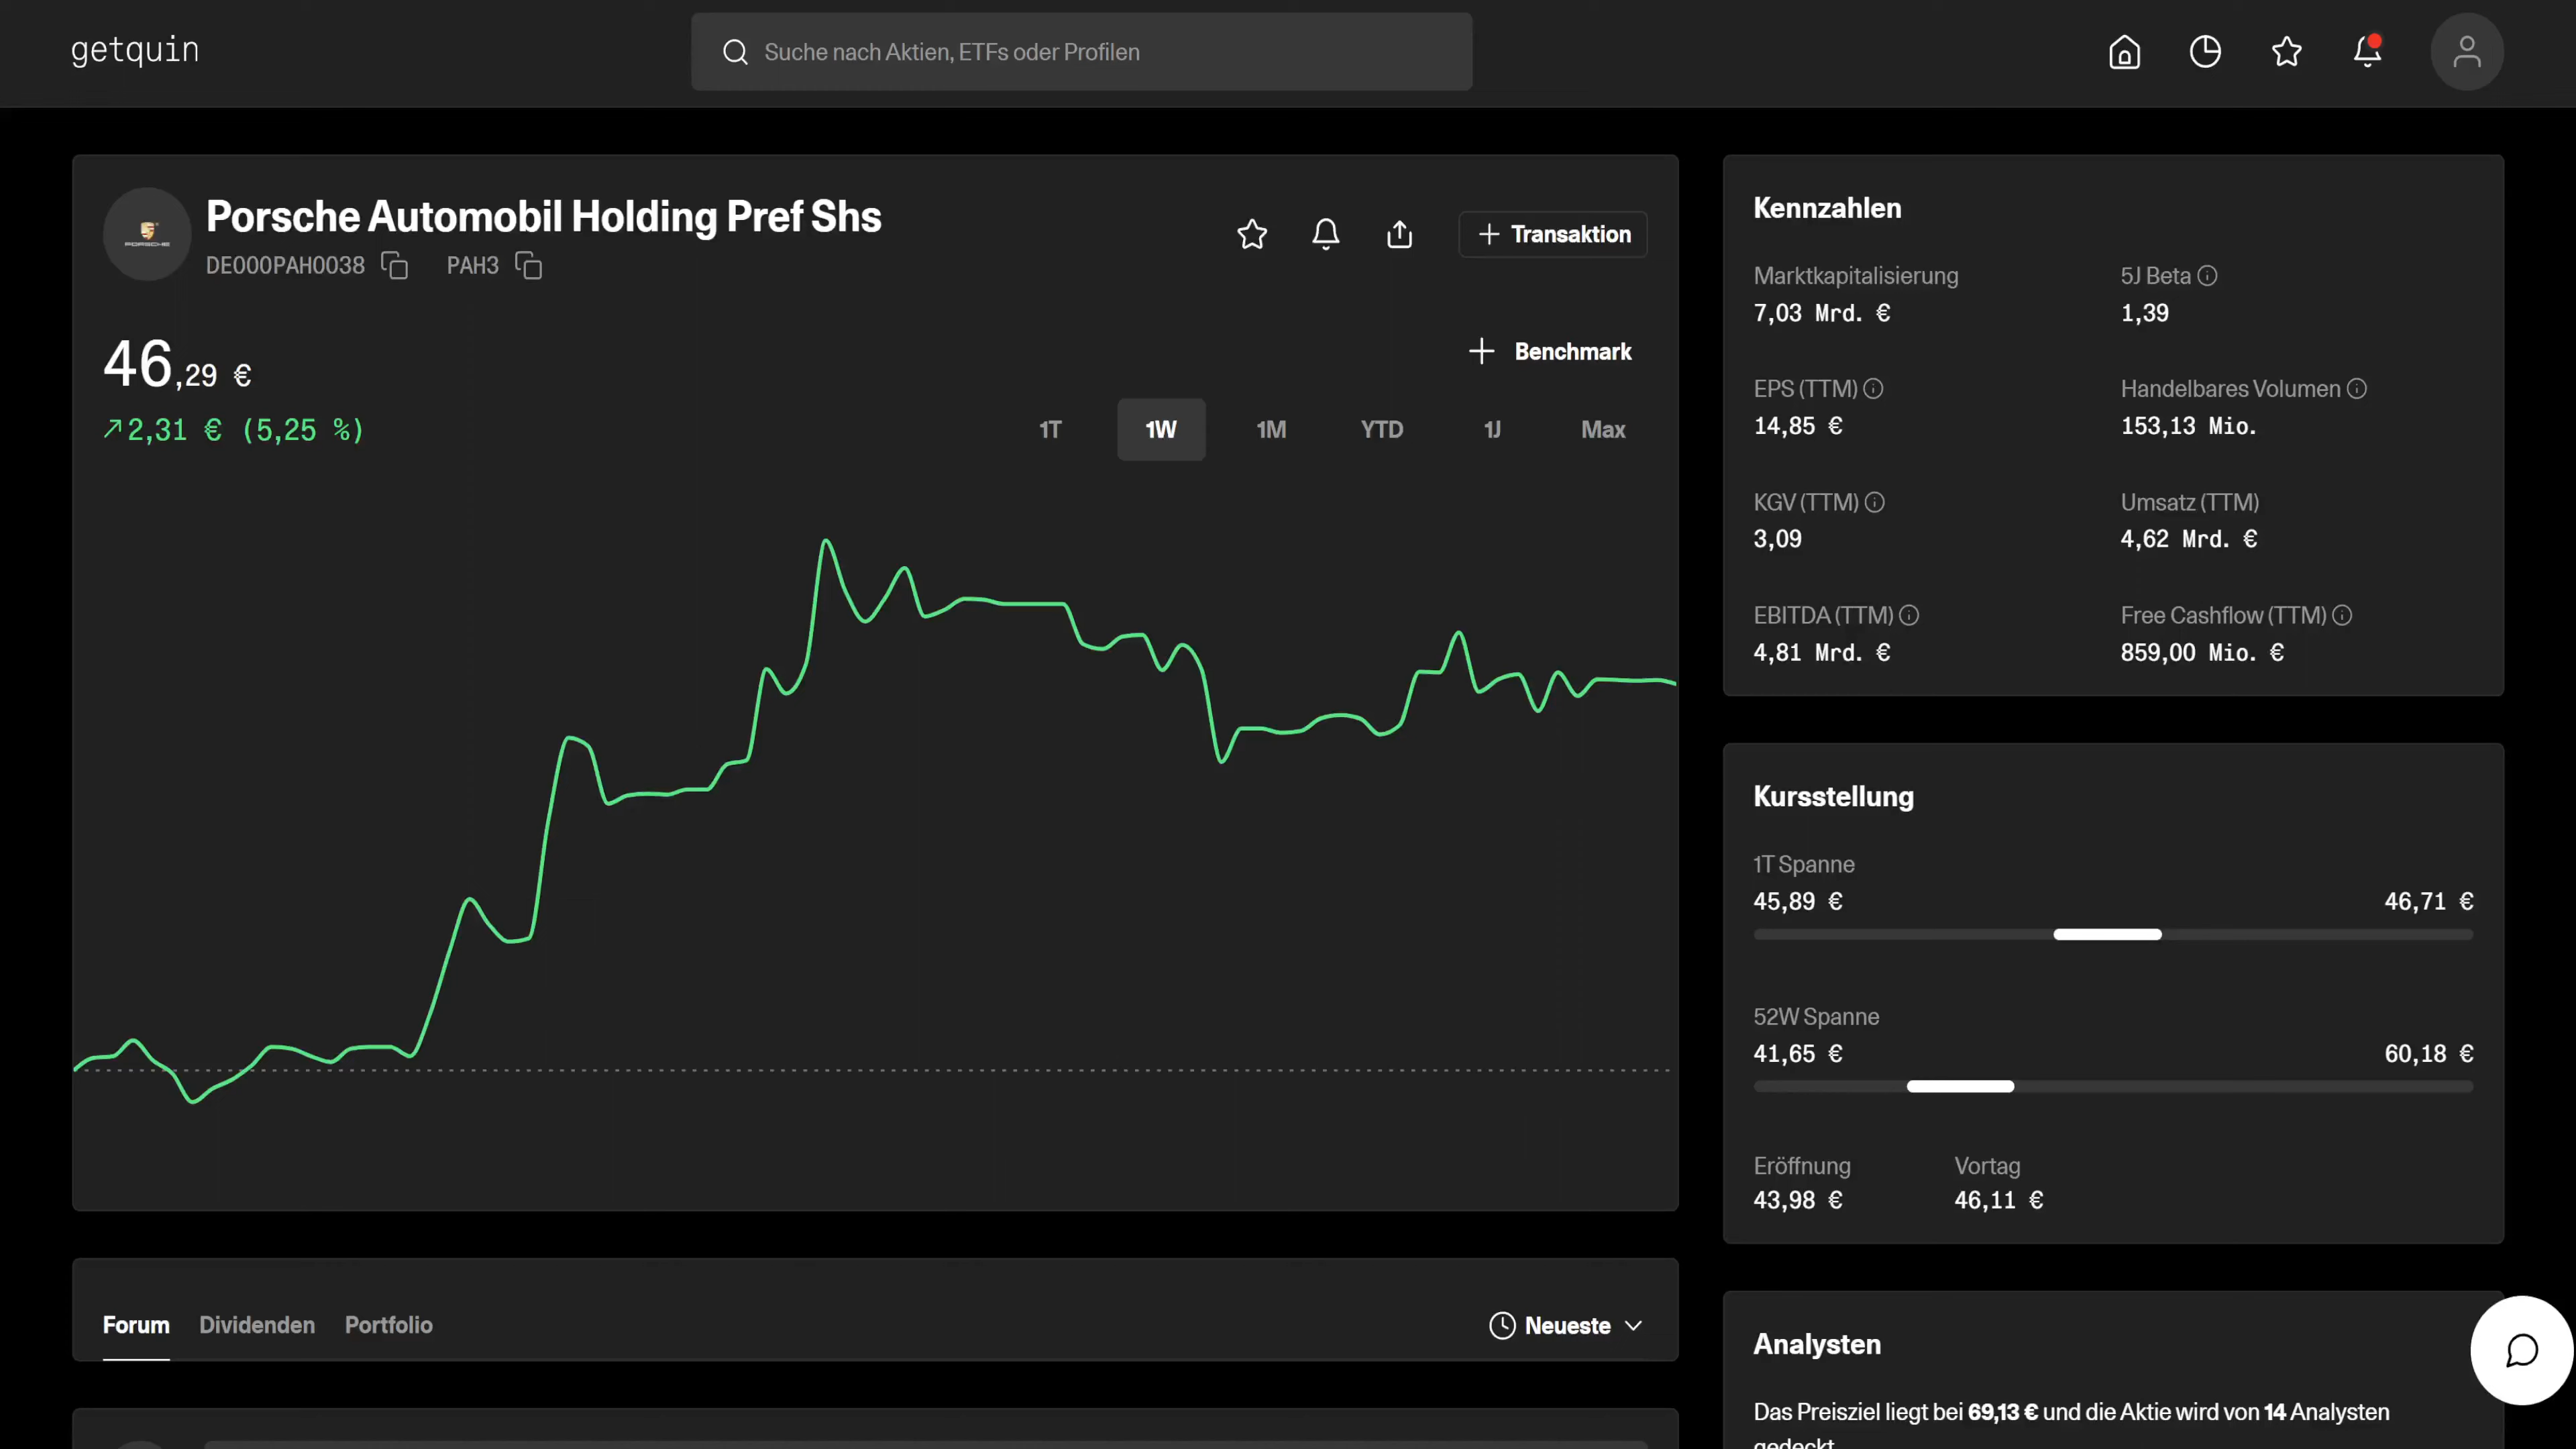 getquin
Suche nach Aktien, ETFs oder Profilen
Porsche Automobil Holding Pref Shs
DE000PAH0038 PAH3
PORSCHE
Transaktion
46,29 €
2,31 € (5,25 %)
Benchmark
1T 1W 1M YTD 1J Max
Forum Dividenden Portfolio
Neueste
Kennzahlen
Marktkapitalisierung 5J Beta
7,03 Mrd. € 1,39
EPS (TTM) Handelbares Volumen
14,85 € 153,13 Mio.
KGV (TTM) Umsatz (TTM)
3,09 4,62 Mrd. €
EBITDA (TTM) Free Cashflow (TTM)
4,81 Mrd. € 859,00 Mio. €
Kursstellung
1T Spanne
45,89 € 46,71 €
52W Spanne
41,65 € 60,18 €
Eröffnung Vortag
43,98 € 46,11 €
Analysten
Das Preisziel liegt bei 69,13 € und die Aktie wird von 14 Analysten
gedeckt